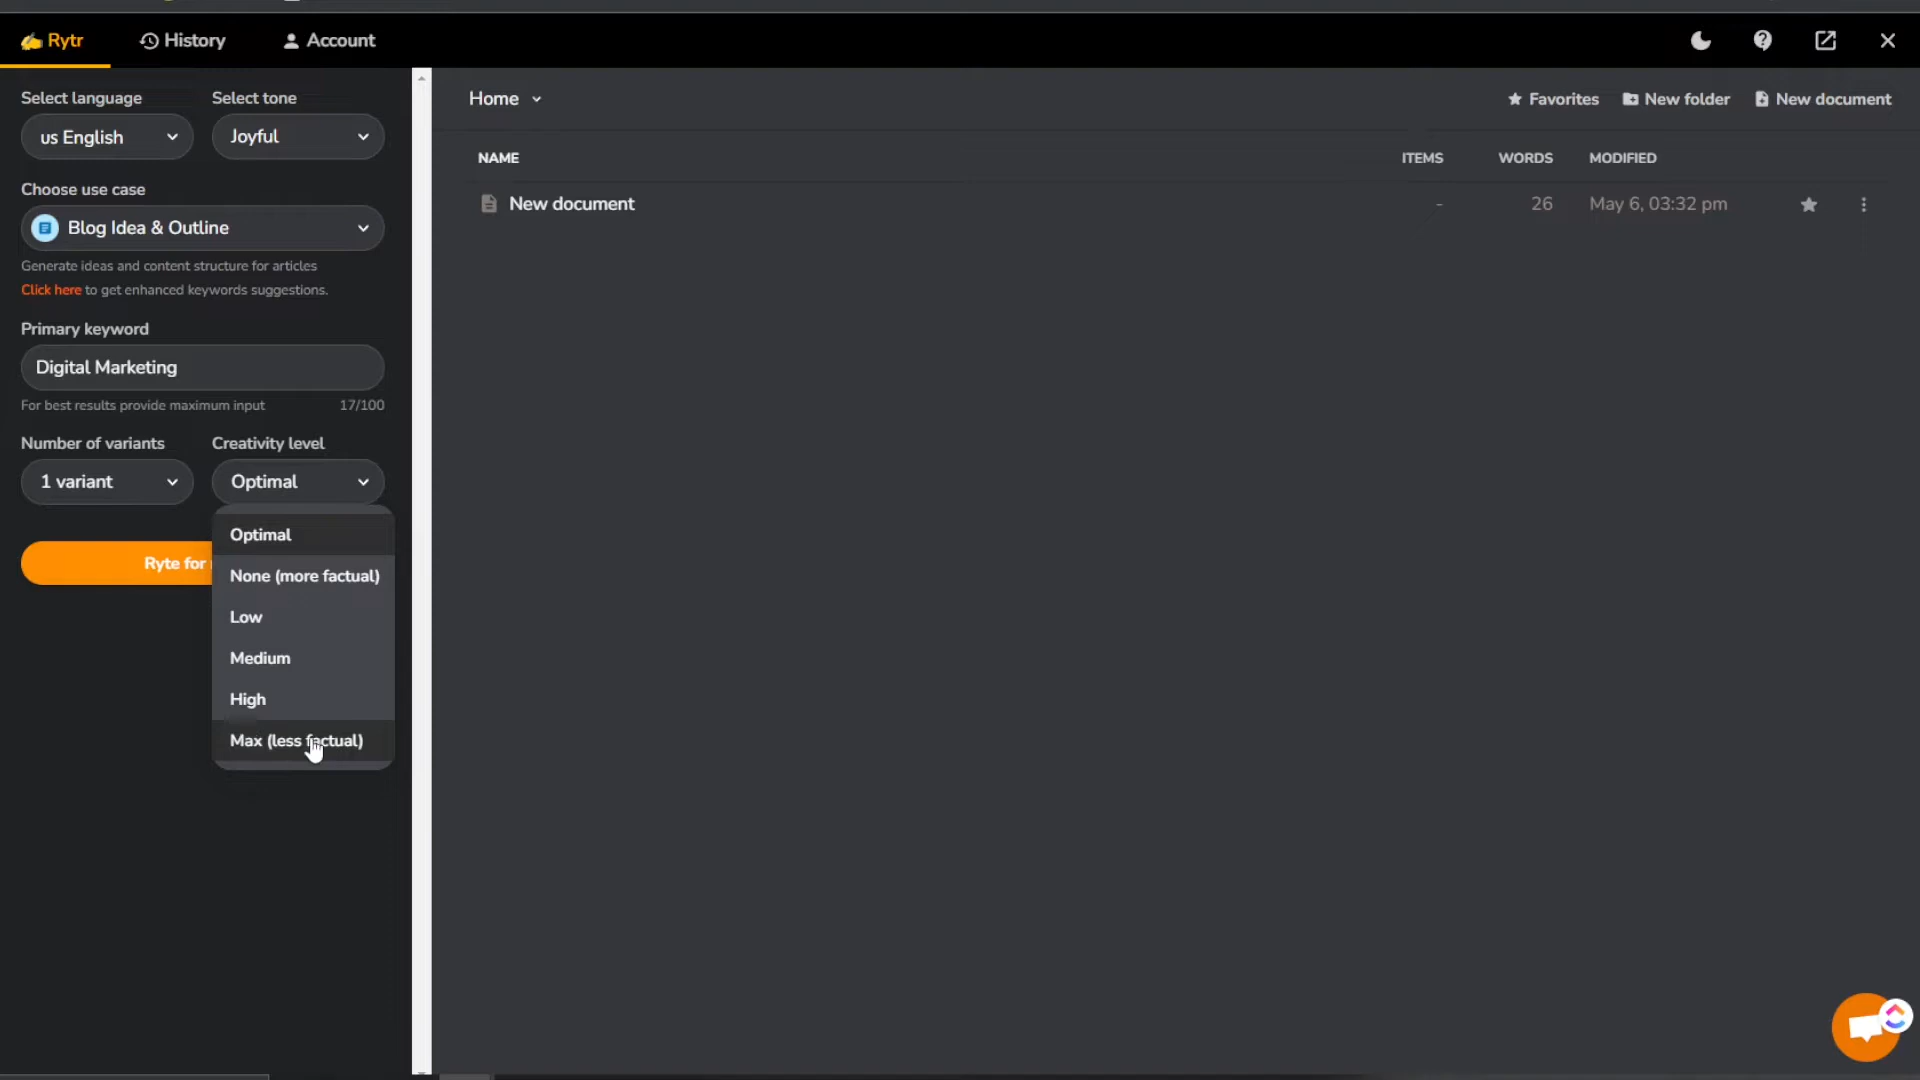 Rytr History Account
Select language Select tone
us English Joyful
Choose use case
Blog Idea & Outline
Generate ideas and content structure for articles
Click here to get enhanced keywords suggestions.
Primary keyword
Digital Marketing
For best results provide maximum input 17/100
Number of variants Creativity level
1 variant Optimal
Optimal
Ryte for
None (more factual)
Low
Medium
High
Max (less factual)
Home Favorites New folder New document
NAME ITEMS WORDS MODIFIED
New document - 26 May 6, 03:32 pm